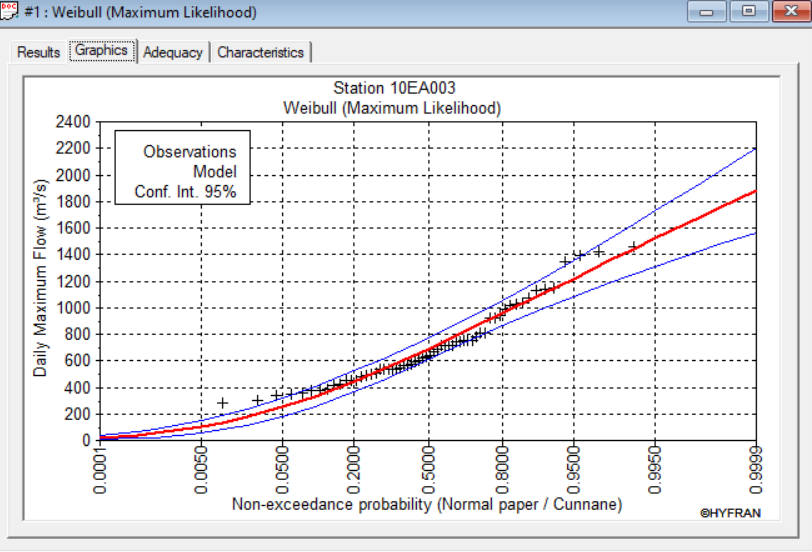 #1 : Weibull (Maximum Likelihood)
Results Graphics Adequacy Characteristics
Station 10EA003
Weibull (Maximum Likelihood)
2400
2200
2000
1800
1600
1400
1200
1000
800
600
400
200
0
Daily Maximum Flow (m³/s)
Observations
Model
Conf. Int. 95%
0.0001
0.0050
0.0500
0.2000
0.5000
0.8000
0.9500
0.9950
0.9999
Non-exceedance probability (Normal paper / Cunnane)
©HYFRAN